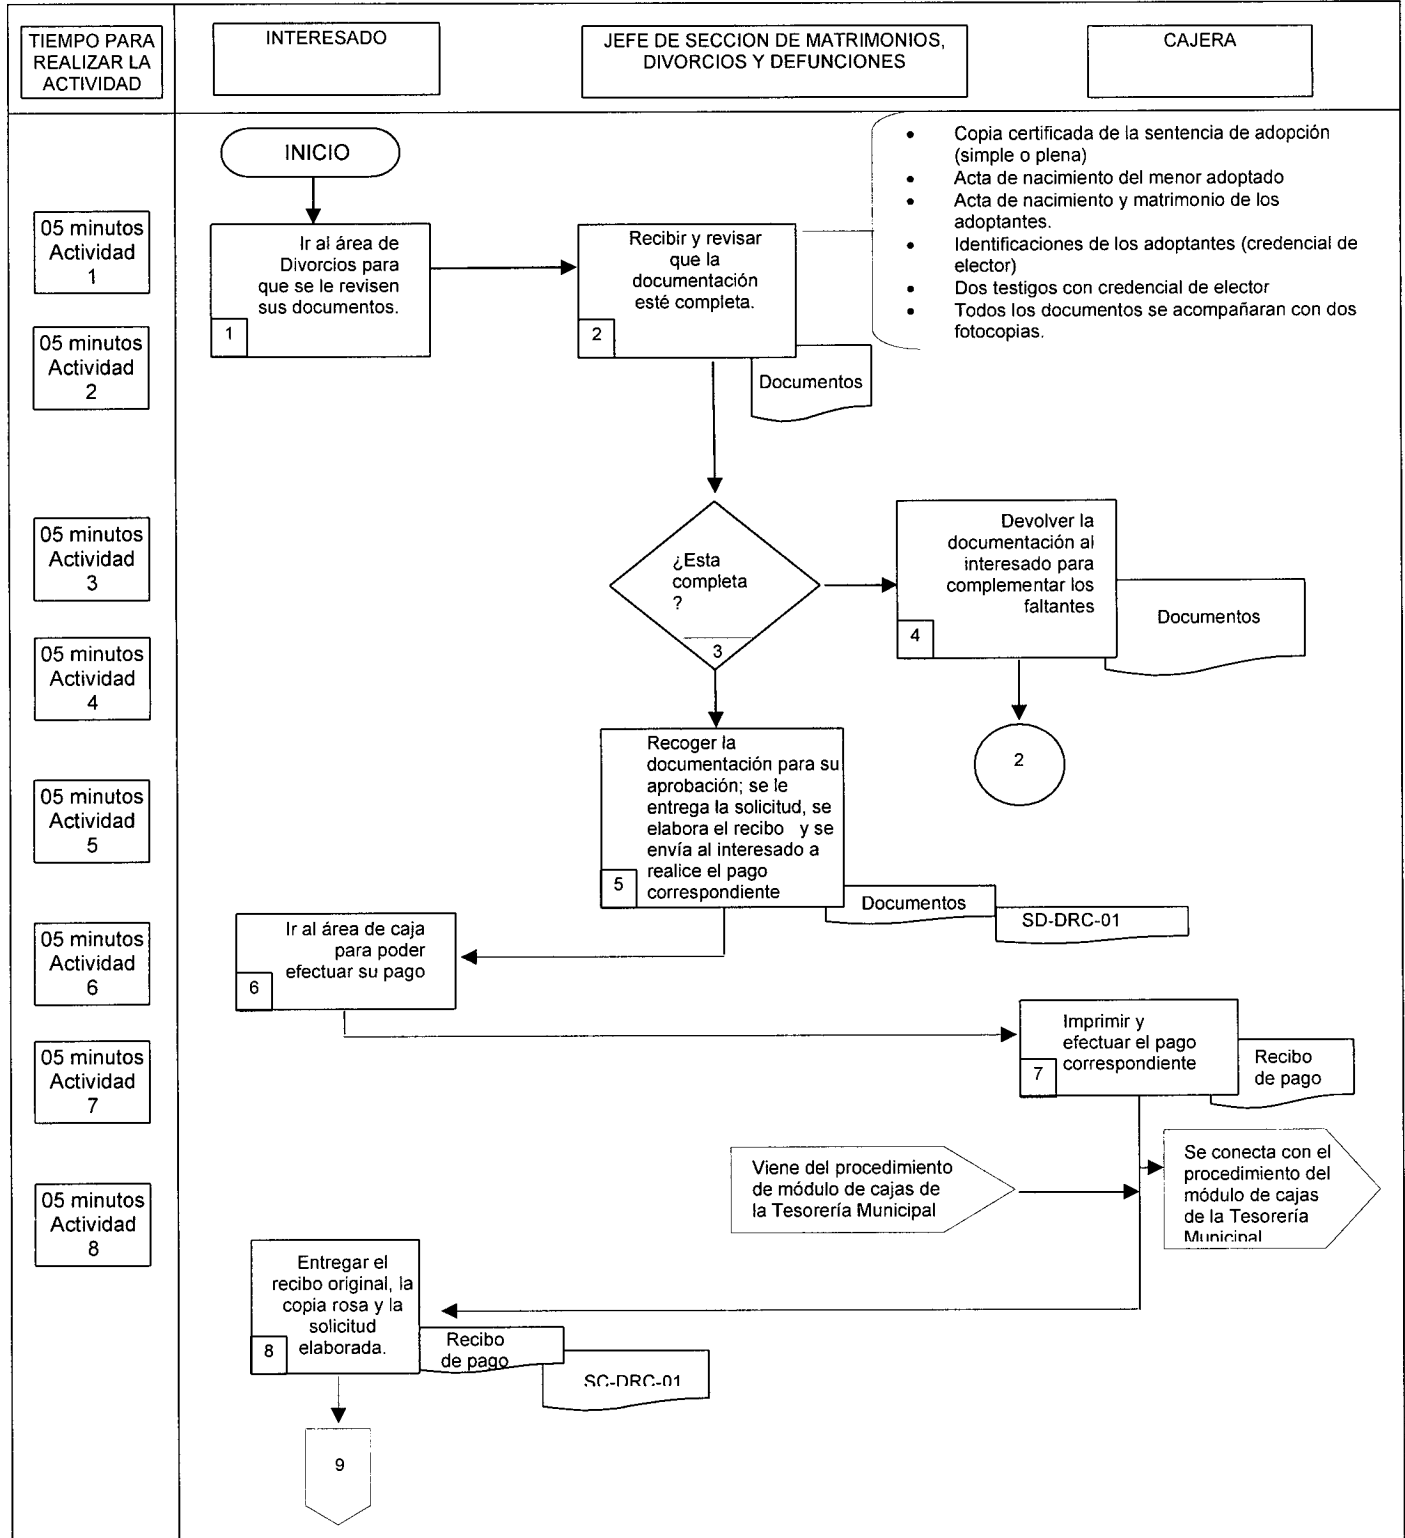 TIEMPO PARA
REALIZAR LA
ACTIVIDAD
INTERESADO
JEFE DE SECCION DE MATRIMONIOS,
DIVORCIOS Y DEFUNCIONES
CAJERA
INICIO
• Copia certificada de la sentencia de adopción
(simple o plena)
• Acta de nacimiento del menor adoptado
• Acta de nacimiento y matrimonio de los
adoptantes.
• Identificaciones de los adoptantes (credencial de
elector)
• Dos testigos con credencial de elector
• Todos los documentos se acompañaran con dos
fotocopias.
05 minutos
Actividad
1
Ir al área de
Divorcios para
que se le revisen
sus documentos.
1
Recibir y revisar
que la
documentación
esté completa.
2
Documentos
05 minutos
Actividad
2
05 minutos
Actividad
3
¿Esta
completa
?
3
Devolver la
documentación al
interesado para
complementar los
faltantes
4
Documentos
05 minutos
Actividad
4
2
05 minutos
Actividad
5
Recoger la
documentación para su
aprobación; se le
entrega la solicitud, se
elabora el recibo y se
envía al interesado a
realice el pago
correspondiente
5
Documentos
SD-DRC-01
05 minutos
Actividad
6
Ir al área de caja
para poder
efectuar su pago
6
05 minutos
Actividad
7
Imprimir y
efectuar el pago
correspondiente
7
Recibo
de pago
Viene del procedimiento
de módulo de cajas de
la Tesorería Municipal
Se conecta con el
procedimiento del
módulo de cajas
de la Tesorería
Municipal
05 minutos
Actividad
8
Entregar el
recibo original, la
copia rosa y la
solicitud
elaborada.
8
Recibo
de pago
SC-DRC-01
9